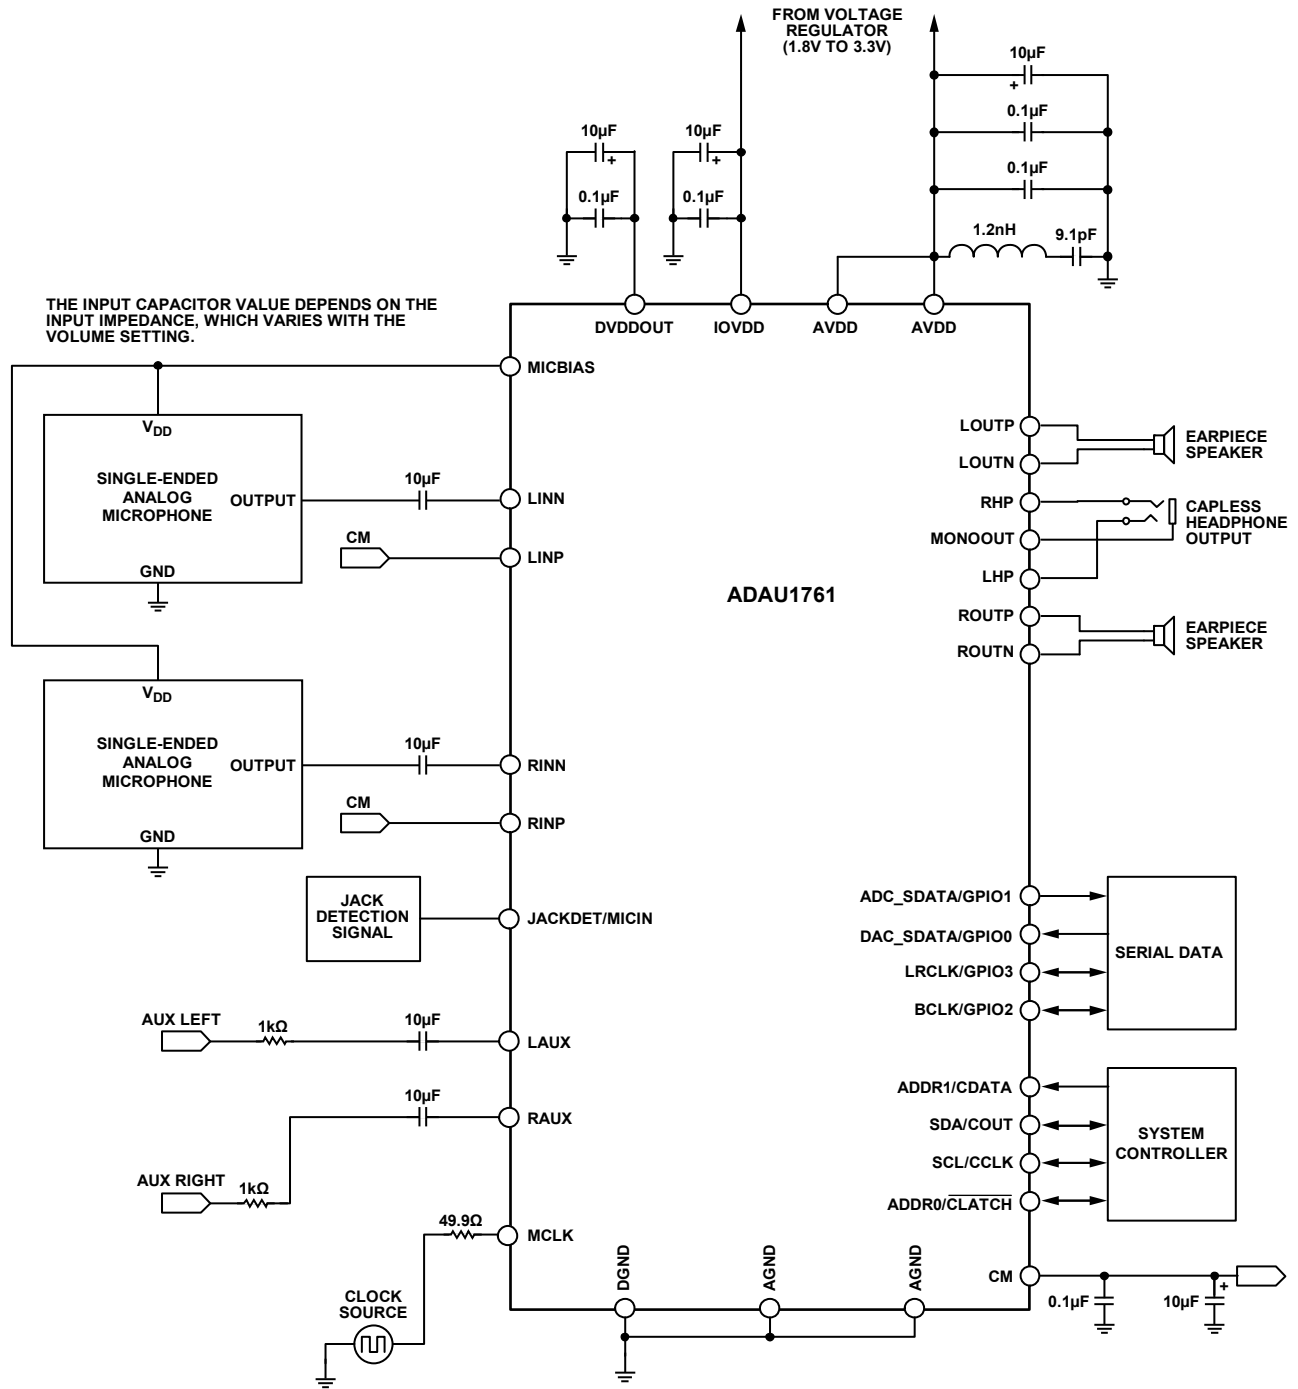 FROM VOLTAGE
REGULATOR
(1.8V TO 3.3V)
10µF
+
0.1µF
0.1µF
1.2nH
9.1pF
10µF
+
0.1µF
10µF
+
0.1µF
THE INPUT CAPACITOR VALUE DEPENDS ON THE
INPUT IMPEDANCE, WHICH VARIES WITH THE
VOLUME SETTING.
DVDDOUT
IOVDD
AVDD
AVDD
MICBIAS
VDD
SINGLE-ENDED
ANALOG
MICROPHONE
OUTPUT
GND
10µF
LINN
CM
LINP
VDD
SINGLE-ENDED
ANALOG
MICROPHONE
OUTPUT
GND
10µF
RINN
CM
RINP
JACK
DETECTION
SIGNAL
JACKDET/MICIN
AUX LEFT
1kΩ
10µF
LAUX
10µF
RAUX
AUX RIGHT
1kΩ
49.9Ω
MCLK
CLOCK
SOURCE
ADAU1761
LOUTP
LOUTN
EARPIECE
SPEAKER
RHP
MONOOUT
LHP
CAPLESS
HEADPHONE
OUTPUT
ROUTP
ROUTN
EARPIECE
SPEAKER
ADC_SDATA/GPIO1
DAC_SDATA/GPIO0
LRCLK/GPIO3
BCLK/GPIO2
SERIAL DATA
ADDR1/CDATA
SDA/COUT
SCL/CCLK
ADDR0/CLATCH
SYSTEM
CONTROLLER
DGND
AGND
AGND
CM
0.1µF
10µF
+